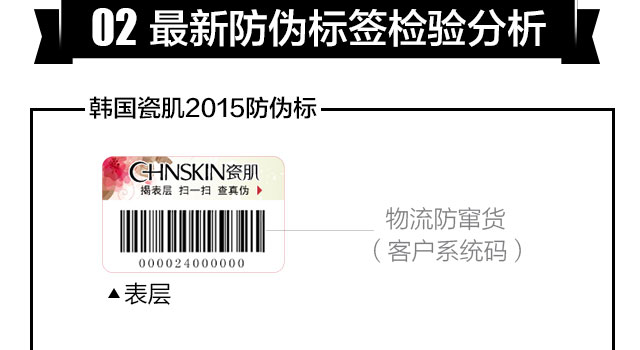 02 最新防伪标签检验分析
韩国瓷肌2015防伪标
CHNSKIN瓷肌
揭表层 扫一扫 查真伪
000024000000
物流防窜货
（客户系统码）
▲表层